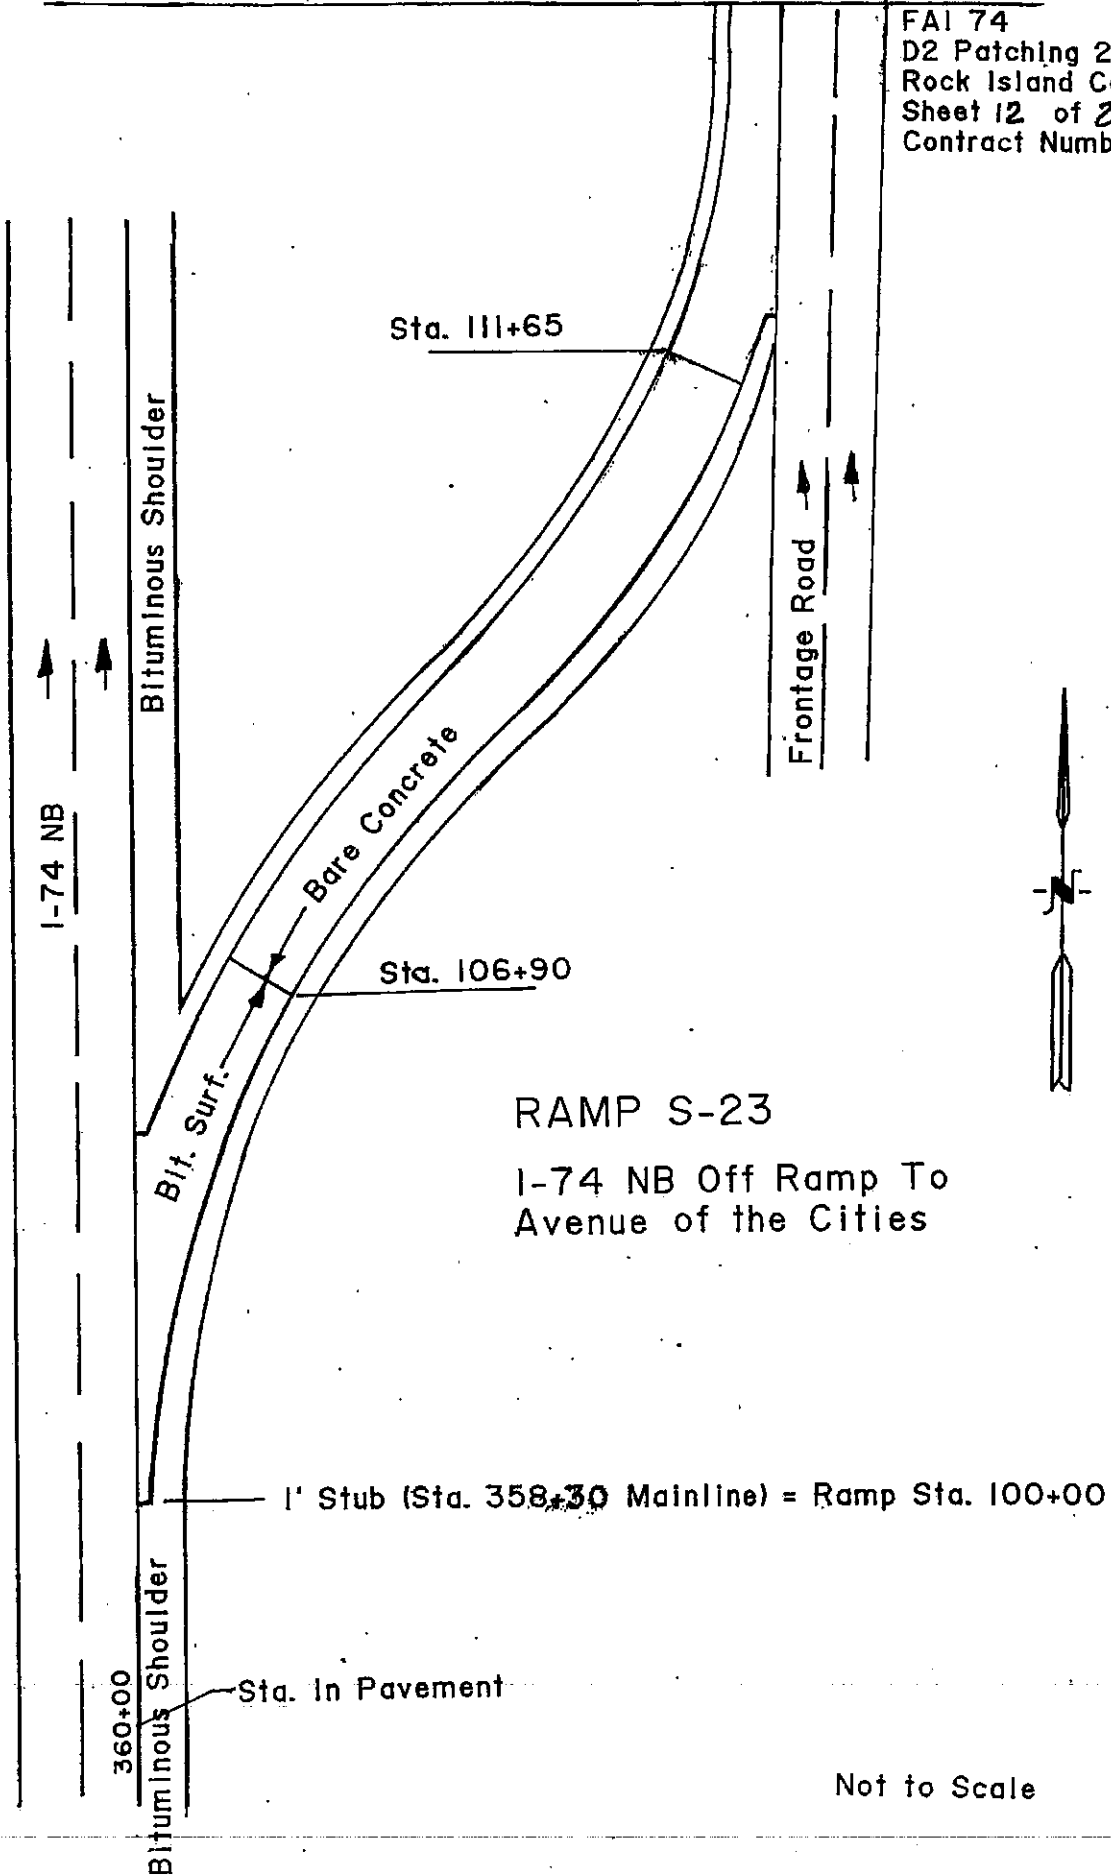 FAI 74
D2 Patching 2
Rock Island
Sheet 12 of 2
Contract
Sta. 111+65
Bituminous Shoulder
Frontage Road
I-74 NB
Bare Concrete
Sta. 106+90
Bit. Surf.
N
RAMP S-23
I-74 NB Off Ramp To
Avenue of the Cities
1' Stub (Sta. 358+30 Mainline) = Ramp Sta. 100+00
Bituminous Shoulder
360+00
Sta. In Pavement
Not to Scale